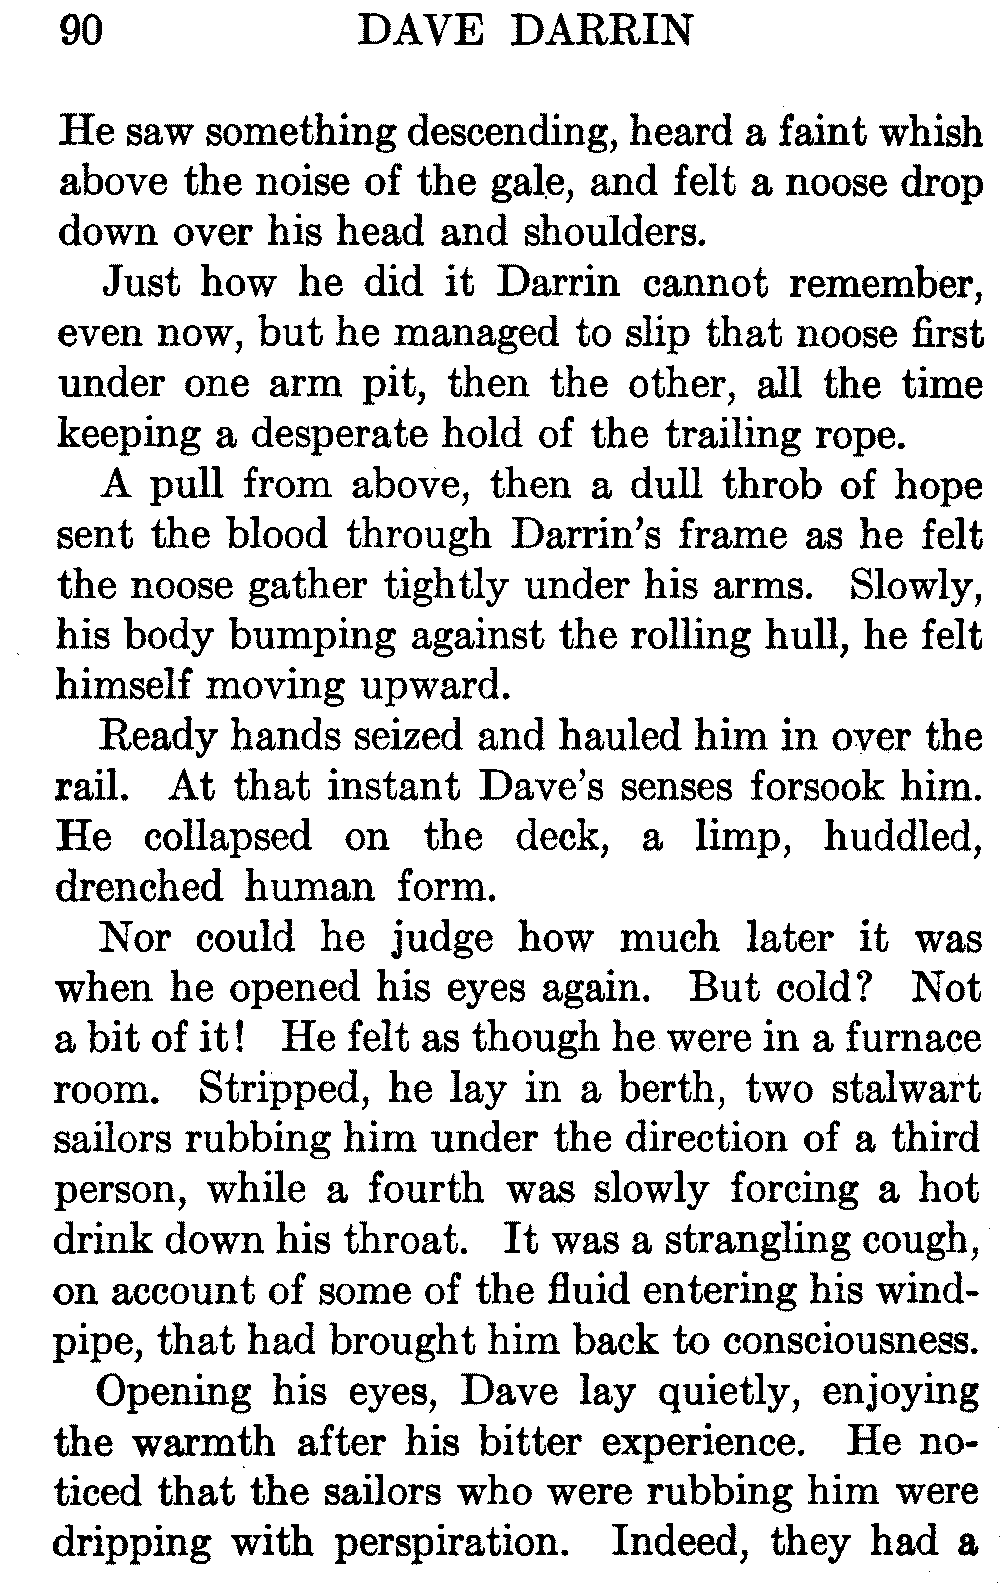 90 DAVE DARRIN
He saw something descending, heard a faint whish
above the noise of the gale, and felt a noose drop
down over his head and shoulders.
Just how he did it Darrin cannot remember,
even now, but he managed to slip that noose first
under one arm pit, then the other, all the time
keeping a desperate hold of the trailing rope.
A pull from above, then a dull throb of hope
sent the blood through Darrin's frame as he felt
the noose gather tightly under his arms. Slowly,
his body bumping against the rolling hull, he felt
himself moving upward.
Ready hands seized and hauled him in over the
rail. At that instant Dave's senses forsook him.
He collapsed on the deck, a limp, huddled,
drenched human form.
Nor could he judge how much later it was
when he opened his eyes again. But cold? Not
a bit of it! He felt as though he were in a furnace
room. Stripped, he lay in a berth, two stalwart
sailors rubbing him under the direction of a third
person, while a fourth was slowly forcing a hot
drink down his throat. It was a strangling cough,
on account of some of the fluid entering his wind-
pipe, that had brought him back to consciousness.
Opening his eyes, Dave lay quietly, enjoying
the warmth after his bitter experience. He no-
ticed that the sailors who were rubbing him were
dripping with perspiration. Indeed, they had a